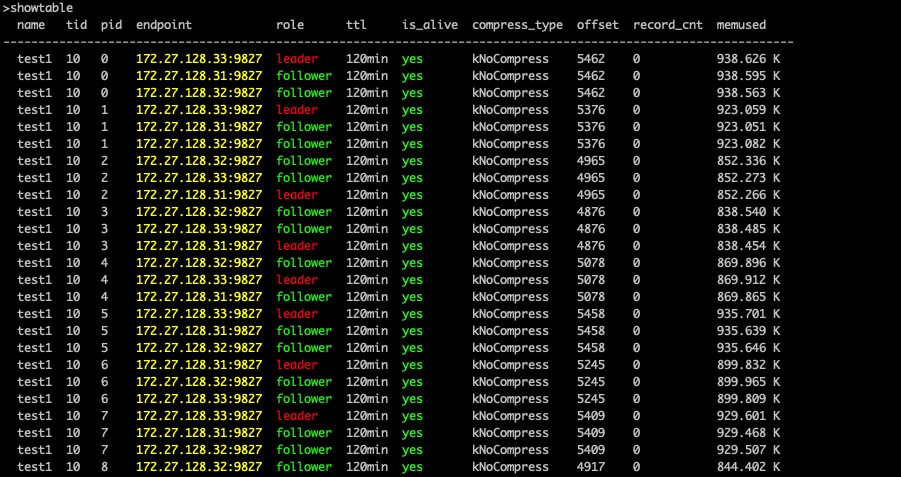 >showtable
name tid pid endpoint role ttl is_alive compress_type offset record_cnt memused
----------------------------------------------------------------------------------------------------------------
test1 10 0 172.27.128.33:9827 leader 120min yes kNoCompress 5462 0 938.626 K
test1 10 0 172.27.128.31:9827 follower 120min yes kNoCompress 5462 0 938.595 K
test1 10 0 172.27.128.32:9827 follower 120min yes kNoCompress 5462 0 938.563 K
test1 10 1 172.27.128.33:9827 leader 120min yes kNoCompress 5376 0 923.059 K
test1 10 1 172.27.128.31:9827 follower 120min yes kNoCompress 5376 0 923.051 K
test1 10 1 172.27.128.32:9827 follower 120min yes kNoCompress 5376 0 923.082 K
test1 10 2 172.27.128.32:9827 follower 120min yes kNoCompress 4965 0 852.336 K
test1 10 2 172.27.128.33:9827 follower 120min yes kNoCompress 4965 0 852.273 K
test1 10 2 172.27.128.31:9827 leader 120min yes kNoCompress 4965 0 852.266 K
test1 10 3 172.27.128.32:9827 follower 120min yes kNoCompress 4876 0 838.540 K
test1 10 3 172.27.128.33:9827 follower 120min yes kNoCompress 4876 0 838.485 K
test1 10 3 172.27.128.31:9827 leader 120min yes kNoCompress 4876 0 838.454 K
test1 10 4 172.27.128.32:9827 follower 120min yes kNoCompress 5078 0 869.896 K
test1 10 4 172.27.128.33:9827 leader 120min yes kNoCompress 5078 0 869.912 K
test1 10 4 172.27.128.31:9827 follower 120min yes kNoCompress 5078 0 869.865 K
test1 10 5 172.27.128.33:9827 leader 120min yes kNoCompress 5458 0 935.701 K
test1 10 5 172.27.128.31:9827 follower 120min yes kNoCompress 5458 0 935.639 K
test1 10 5 172.27.128.32:9827 follower 120min yes kNoCompress 5458 0 935.646 K
test1 10 6 172.27.128.31:9827 leader 120min yes kNoCompress 5245 0 899.832 K
test1 10 6 172.27.128.32:9827 follower 120min yes kNoCompress 5245 0 899.965 K
test1 10 6 172.27.128.33:9827 follower 120min yes kNoCompress 5245 0 899.809 K
test1 10 7 172.27.128.33:9827 leader 120min yes kNoCompress 5409 0 929.601 K
test1 10 7 172.27.128.31:9827 follower 120min yes kNoCompress 5409 0 929.468 K
test1 10 7 172.27.128.32:9827 follower 120min yes kNoCompress 5409 0 929.507 K
test1 10 8 172.27.128.32:9827 follower 120min yes kNoCompress 4917 0 844.402 K